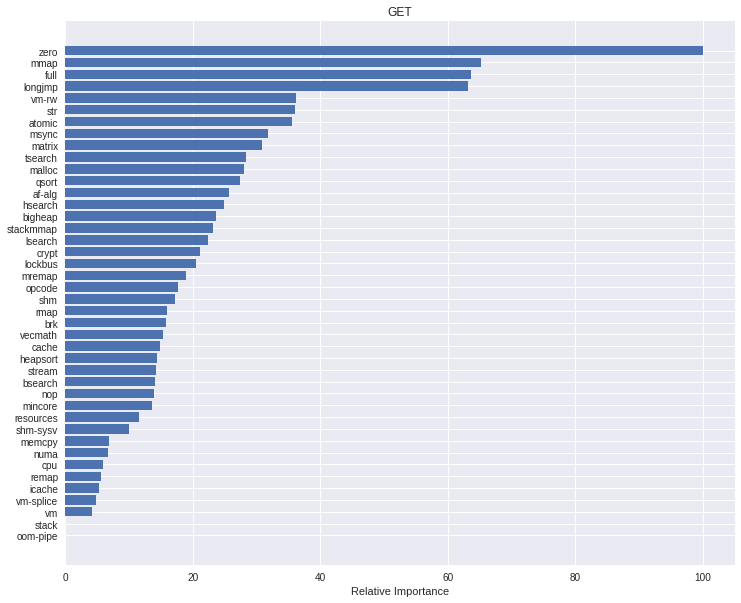 GET
zero
mmap
full
longjmp
vm-rw
str
atomic
msync
matrix
tsearch
malloc
qsort
af-alg
hsearch
bigheap
stackmmap
lsearch
crypt
lockbus
mremap
opcode
shm
rmap
brk
vecmath
cache
heapsort
stream
bsearch
nop
mincore
resources
shm-sysv
memcpy
numa
cpu
remap
icache
vm-splice
vm
stack
oom-pipe
0 20 40 60 80 100
Relative Importance